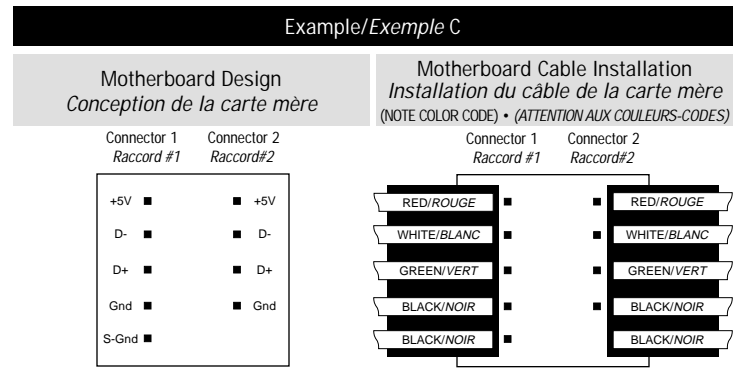 Example/Exemple C
Motherboard Design
Conception de la carte mère
Connector 1 Connector 2
Raccord #1 Raccord#2
+5V +5V
D- D-
D+ D+
Gnd Gnd
S-Gnd
Motherboard Cable Installation
Installation du câble de la carte mère
(NOTE COLOR CODE) • (ATTENTION AUX COULEURS-CODES)
Connector 1 Connector 2
Raccord #1 Raccord#2
RED/ROUGE RED/ROUGE
WHITE/BLANC WHITE/BLANC
GREEN/VERT GREEN/VERT
BLACK/NOIR BLACK/NOIR
BLACK/NOIR BLACK/NOIR